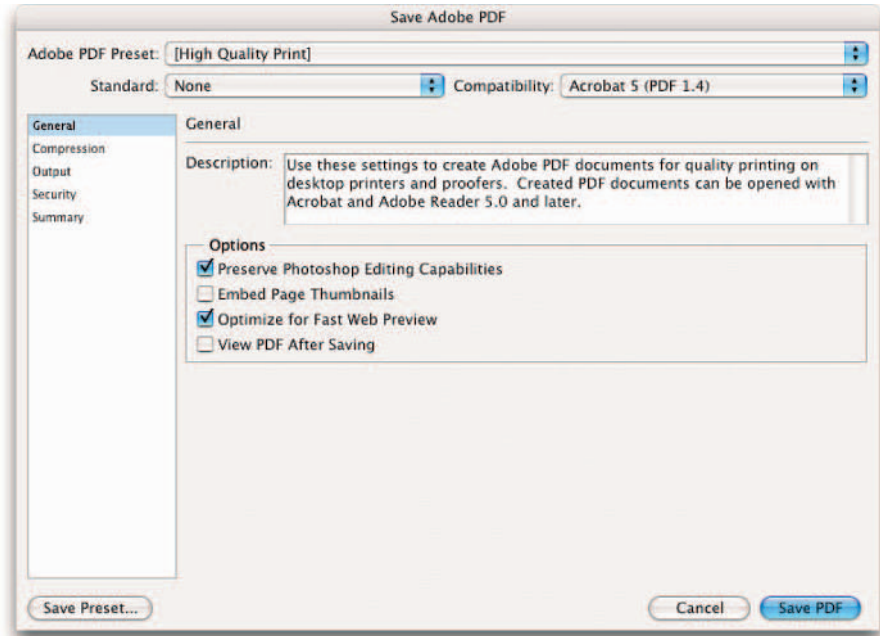 Save Adobe PDF
Adobe PDF Preset: [High Quality Print]
Standard: None Compatibility: Acrobat 5 (PDF 1.4)
General
Compression
Output
Security
Summary
General
Description: Use these settings to create Adobe PDF documents for quality printing on
desktop printers and proofers. Created PDF documents can be opened with
Acrobat and Adobe Reader 5.0 and later.
Options
Preserve Photoshop Editing Capabilities
Embed Page Thumbnails
Optimize for Fast Web Preview
View PDF After Saving
Save Preset... Cancel Save PDF